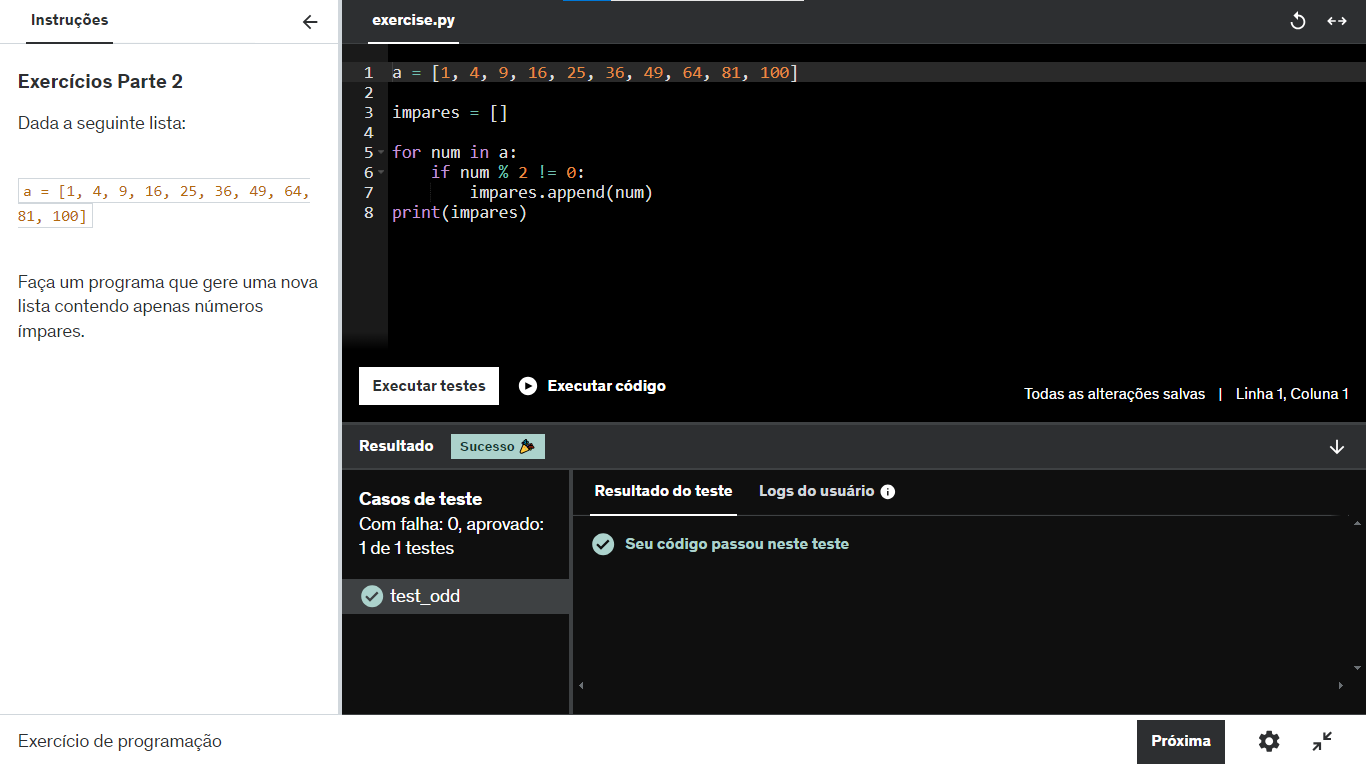 Instruções
Exercícios Parte 2
Dada a seguinte lista:
a = [1, 4, 9, 16, 25, 36, 49, 64,
81, 100]
Faça um programa que gere uma nova
lista contendo apenas números
ímpares.
exercise.py
1 a = [1, 4, 9, 16, 25, 36, 49, 64, 81, 100]
2
3 impares = []
4
5 for num in a:
6     if num % 2 != 0:
7         impares.append(num)
8 print(impares)
Executar testes
Executar código
Todas as alterações salvas | Linha 1, Coluna 1
Resultado
Sucesso
Casos de teste
Com falha: 0, aprovado:
1 de 1 testes
test_odd
Resultado do teste
Logs do usuário
Seu código passou neste teste
Exercício de programação
Próxima